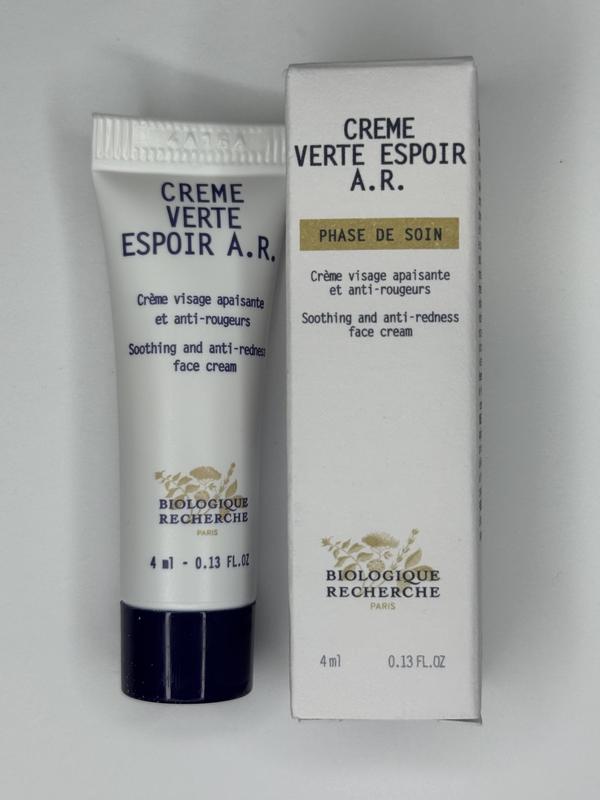 CREME
VERTE
ESPOIR A.R.
Crème visage apaisante
et anti-rougeurs
Soothing and anti-redness
face cream
BIOLOGIQUE
RECHERCHE
PARIS
4 ml - 0.13 FL.OZ
CREME
VERTE ESPOIR
A.R.
PHASE DE SOIN
Crème visage apaisante
et anti-rougeurs
Soothing and anti-redness
face cream
BIOLOGIQUE
RECHERCHE
PARIS
4 ml 0.13 FL.OZ